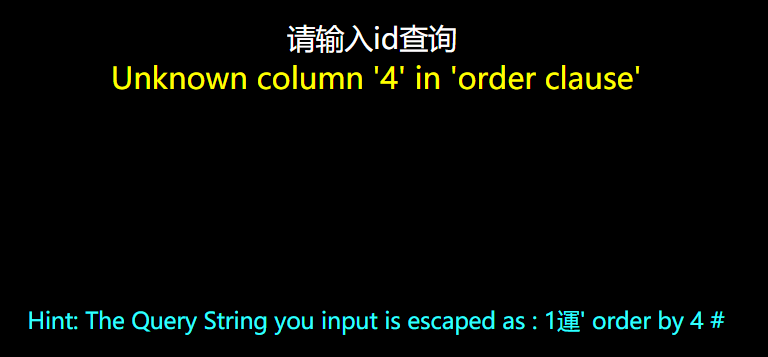 请输入id查询
Unknown column '4' in 'order clause'
Hint: The Query String you input is escaped as : 1運' order by 4 #